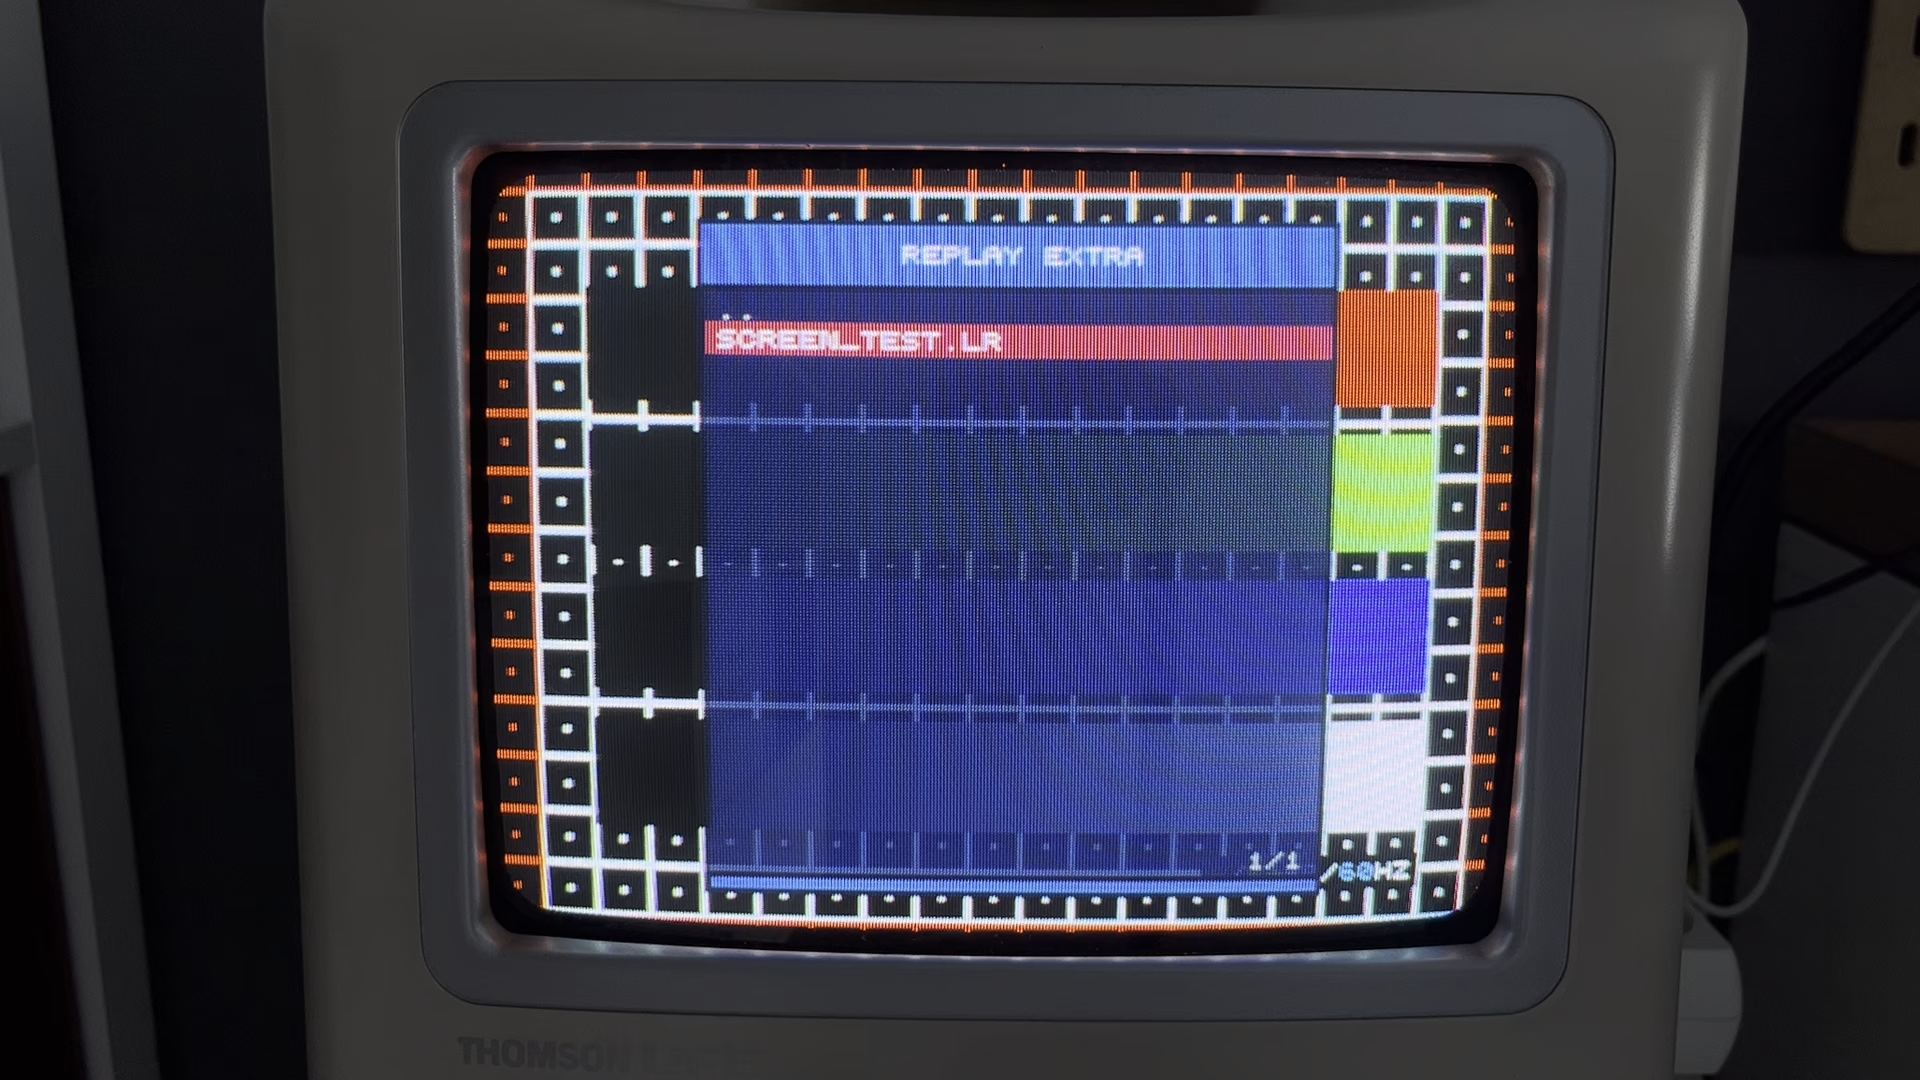 REPLAY EXTRA
..
SCREEN_TEST.LR
1/1
/60HZ
THOMSON